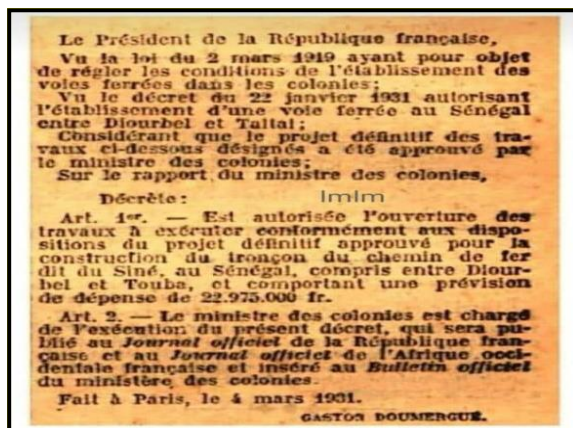 Le Président de la République française,
Vu la loi du 2 mars 1919 ayant pour objet
de régler les conditions de l'établissement des
voies ferrées dans les colonies;
Vu le décret du 22 janvier 1931 autorisant
l'établissement d'une voie ferrée au Sénégal
entre Diourbel et Taltal;
Considérant que le projet définitif des tra-
vaux ci-dessous désignés a été approuvé par
le ministre des colonies;
Sur le rapport du ministre des colonies,
Décrète:
lmlm
Art. 1er. — Est autorisée l'ouverture des
travaux à exécuter conformément aux dispo-
sitions du projet définitif approuvé pour la
construction du tronçon du chemin de fer
dit du Siné, au Sénégal, compris entre Diour-
bel et Touba, et comportant une prévision
de dépense de 22.975.000 fr.
Art. 2. — Le ministre des colonies est chargé
de l'exécution du présent décret, qui sera pu-
blié au Journal officiel de la République fran-
çaise et au Journal officiel de l'Afrique occi-
dentale française et inséré au Bulletin officiel
du ministère des colonies.
Fait à Paris, le 4 mars 1931.
GASTON DOUMERGUE.